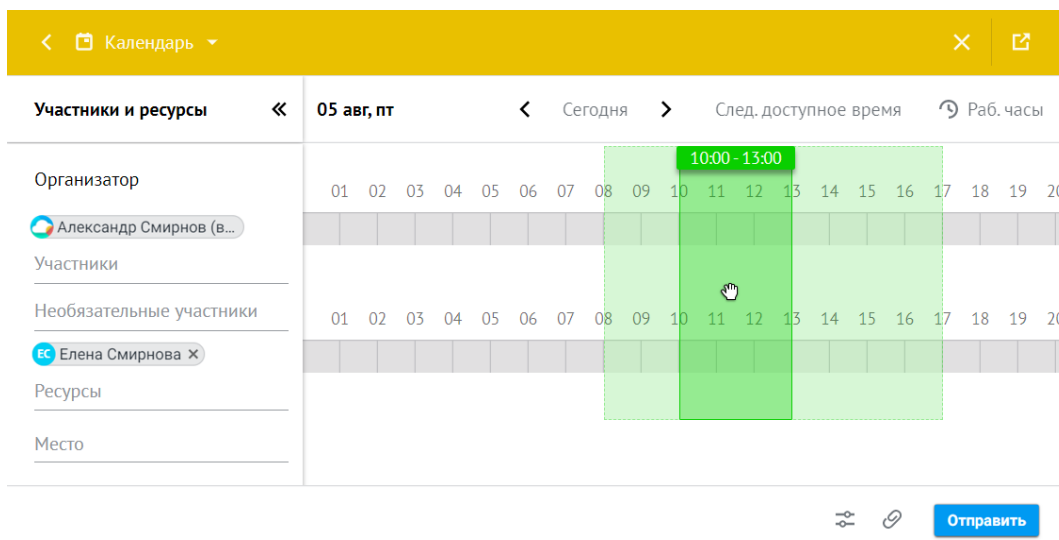 Календарь
Участники и ресурсы
05 авг, пт
Сегодня
След. доступное время
Раб. часы
10:00 - 13:00
Организатор
01 02 03 04 05 06 07 08 09 10 11 12 13 14 15 16 17 18 19 20
Александр Смирнов (в...
Участники
Необязательные участники
01 02 03 04 05 06 07 08 09 10 11 12 13 14 15 16 17 18 19 20
ЕС Елена Смирнова
Ресурсы
Место
Отправить